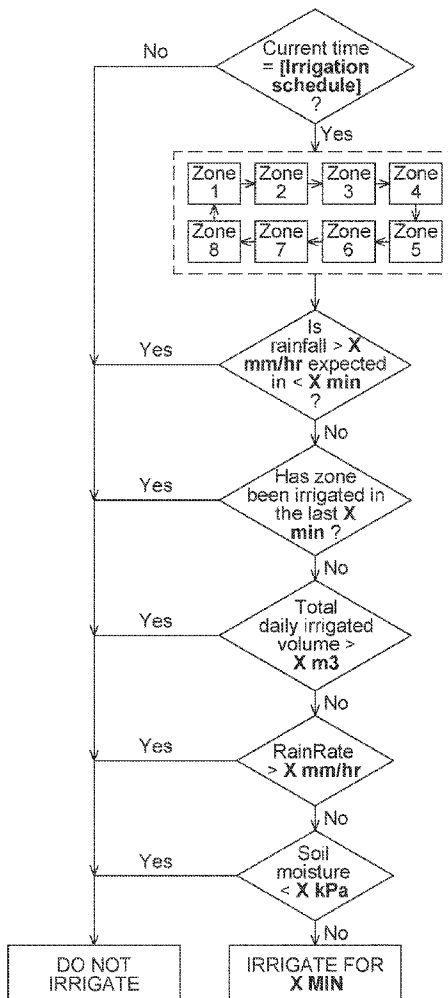 No
Current time
= [Irrigation
schedule]
?
Yes
Zone
1
Zone
2
Zone
3
Zone
4
Zone
8
Zone
7
Zone
6
Zone
5
Yes
Is
rainfall > X
mm/hr expected
in < X min
?
No
Yes
Has zone
been irrigated in
the last X
min ?
No
Yes
Total
daily irrigated
volume >
X m3
No
Yes
RainRate
> X mm/hr
No
Yes
Soil
moisture
< X kPa
No
DO NOT
IRRIGATE
IRRIGATE FOR
X MIN